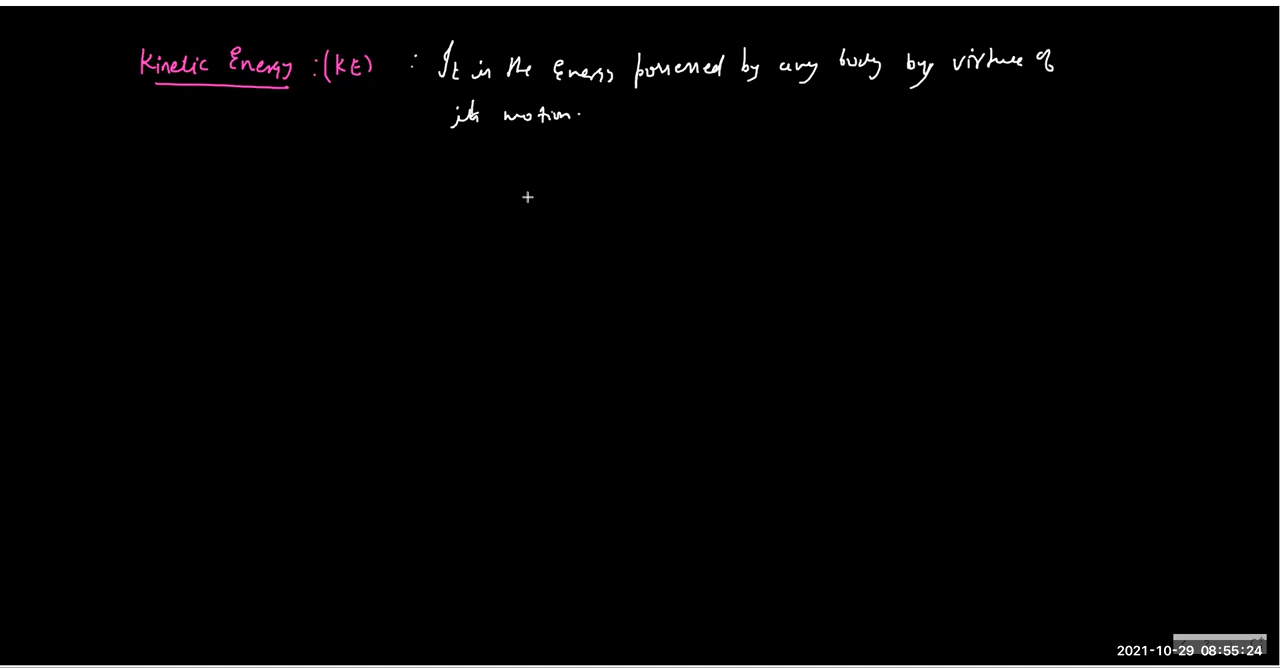 Kinetic Energy :(KE) : It is the Energy possessed by any body by virtue of
its motion.
2021-10-29 08:55:24